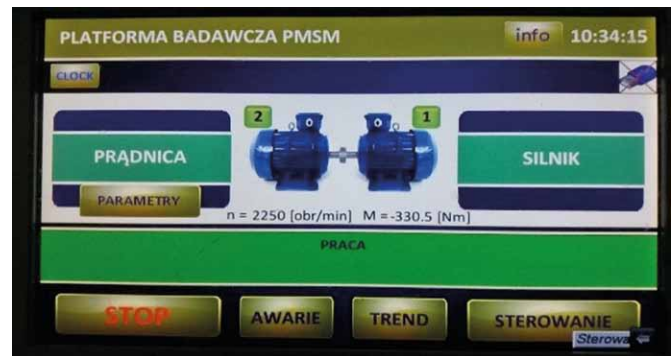 PLATFORMA BADAWCZA PMSM
info 10:34:15
CLOCK
2 1
PRĄDNICA
SILNIK
PARAMETRY
n = 2250 [obr/min] M =-330.5 [Nm]
PRACA
STOP AWARIE TREND STEROWANIE
Sterowa